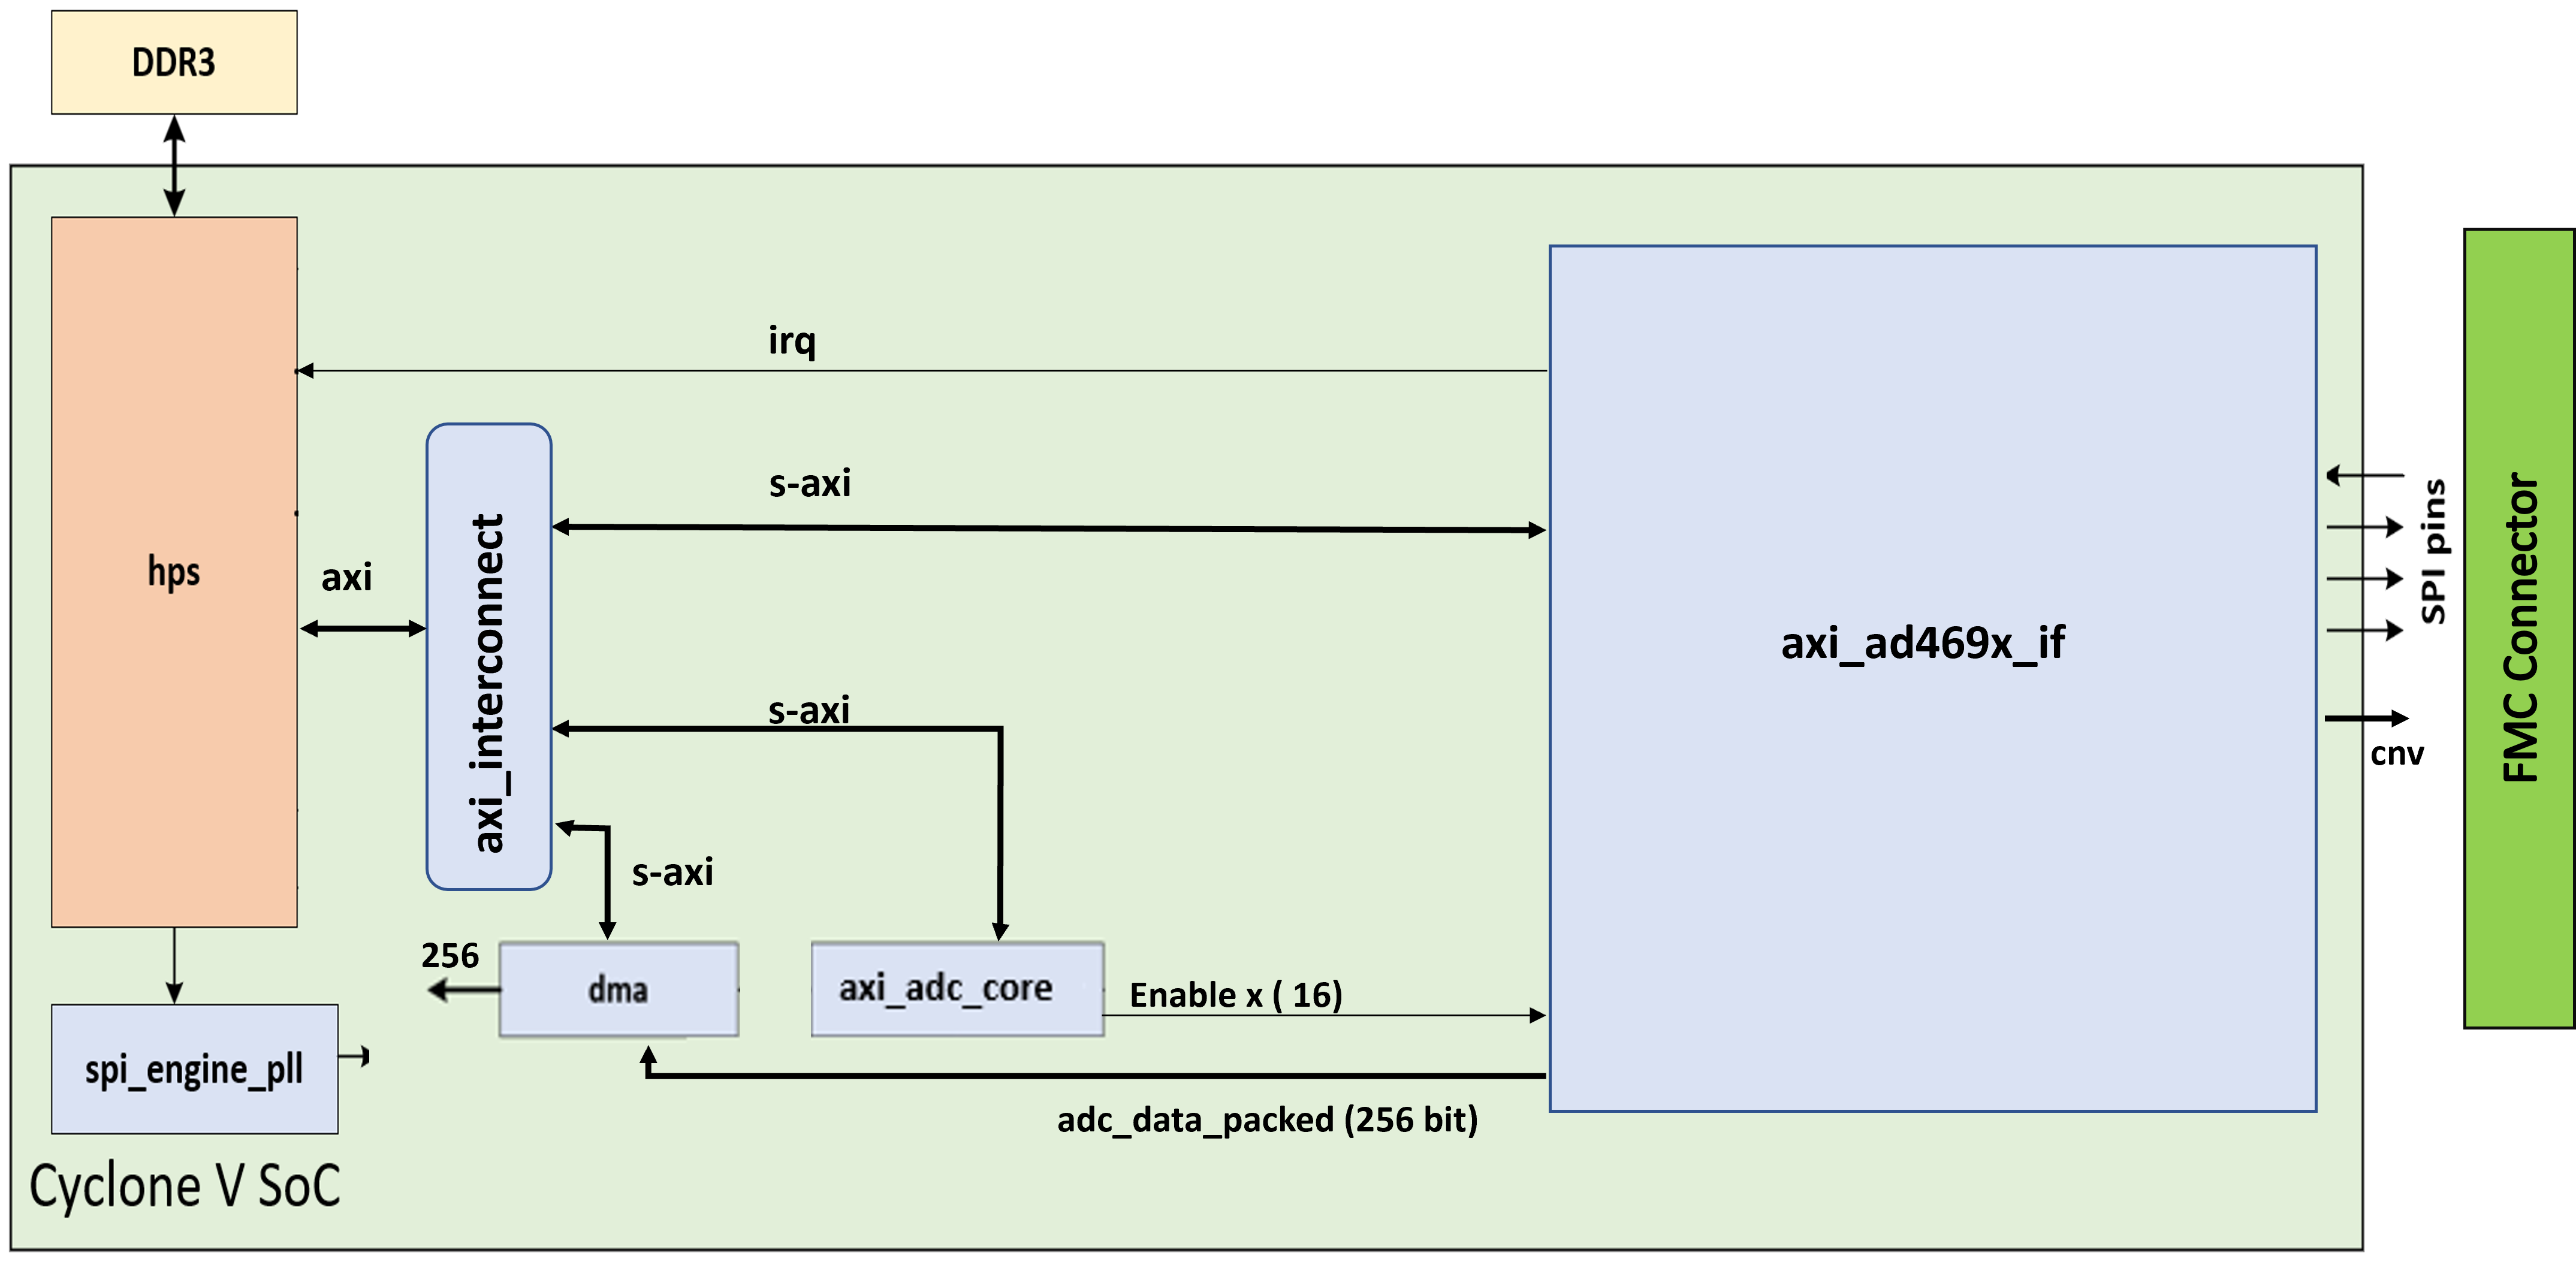 DDR3
irq
s-axi
hps
axi
axi_interconnect
axi_ad469x_if
SPI pins
FMC Connector
s-axi
cnv
s-axi
256
dma
axi_adc_core
Enable x ( 16)
spi_engine_pll
adc_data_packed (256 bit)
Cyclone V SoC